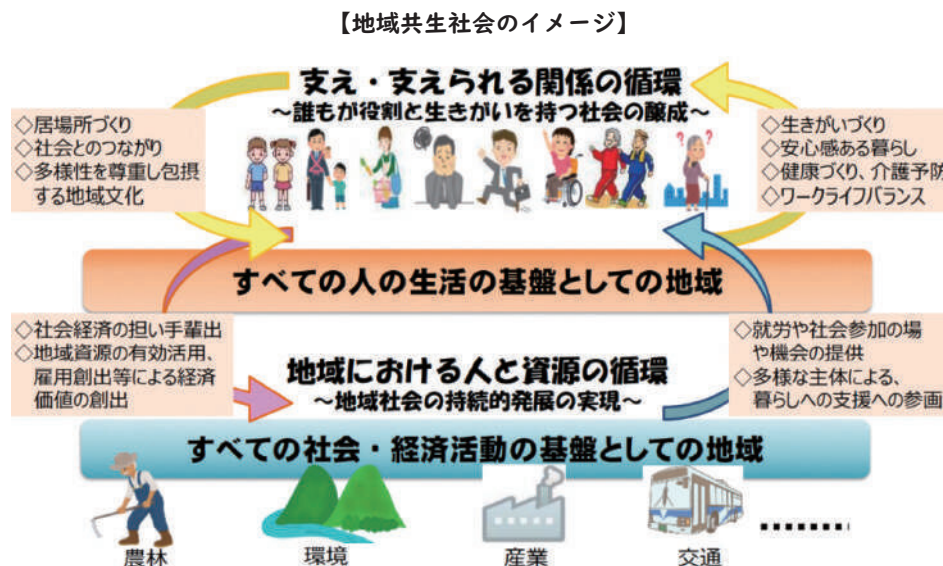 【地域共生社会のイメージ】
支え・支えられる関係の循環
～誰もが役割と生きがいを持つ社会の醸成～
◇居場所づくり
◇社会とのつながり
◇多様性を尊重し包摂
する地域文化
◇生きがいづくり
◇安心感ある暮らし
◇健康づくり、介護予防
◇ワークライフバランス
すべての人の生活の基盤としての地域
◇社会経済の担い手輩出
◇地域資源の有効活用、
雇用創出等による経済
価値の創出
地域における人と資源の循環
～地域社会の持続的発展の実現～
◇就労や社会参加の場
や機会の提供
◇多様な主体による、
暮らしへの支援への参画
すべての社会・経済活動の基盤としての地域
農林
環境
産業
交通